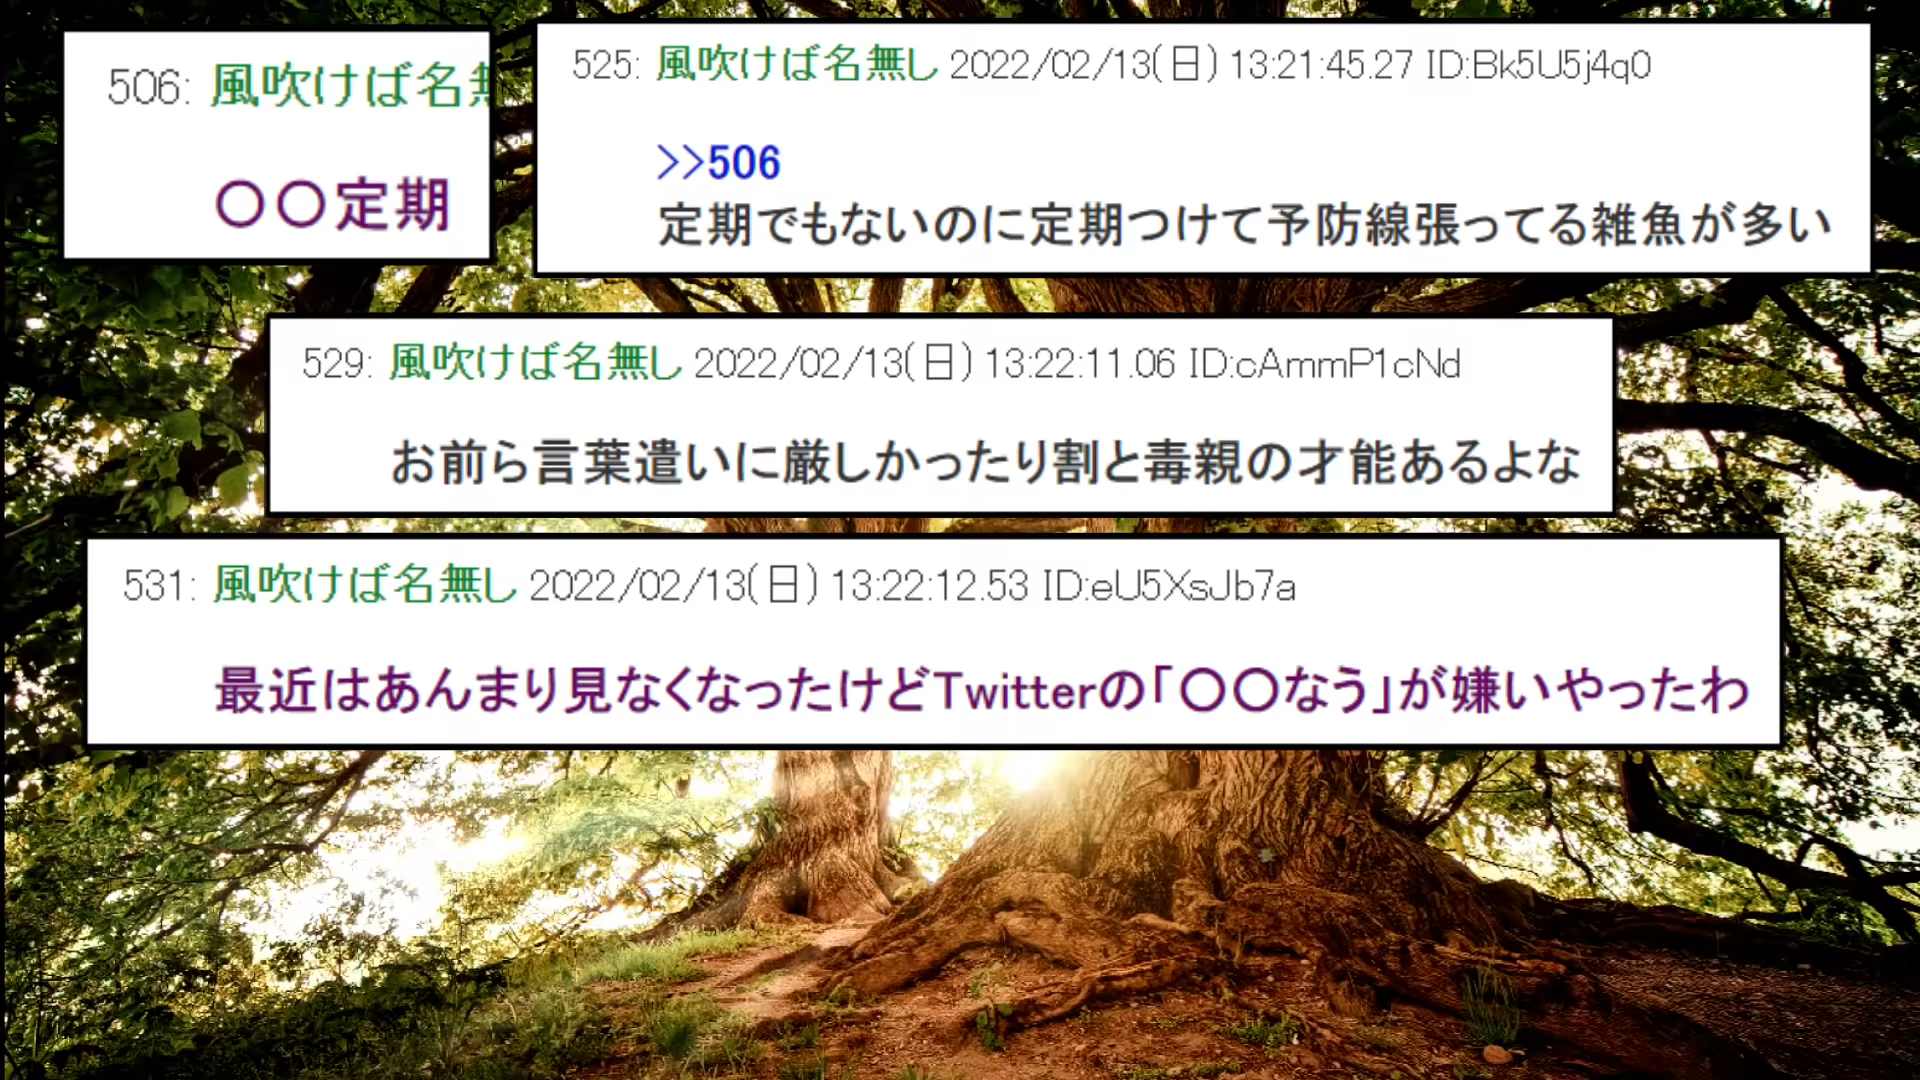 506: 風吹けば名無
〇〇定期
525: 風吹けば名無し 2022/02/13(日) 13:21:45.27 ID:Bk5U5j4q0
>>506
定期でもないのに定期つけて予防線張ってる雑魚が多い
529: 風吹けば名無し 2022/02/13(日) 13:22:11.06 ID:cAmmP1cNd
お前ら言葉遣いに厳しかったり割と毒親の才能あるよな
531: 風吹けば名無し 2022/02/13(日) 13:22:12.53 ID:eU5XsJb7a
最近はあんまり見なくなったけどTwitterの「〇〇なう」が嫌いやったわ